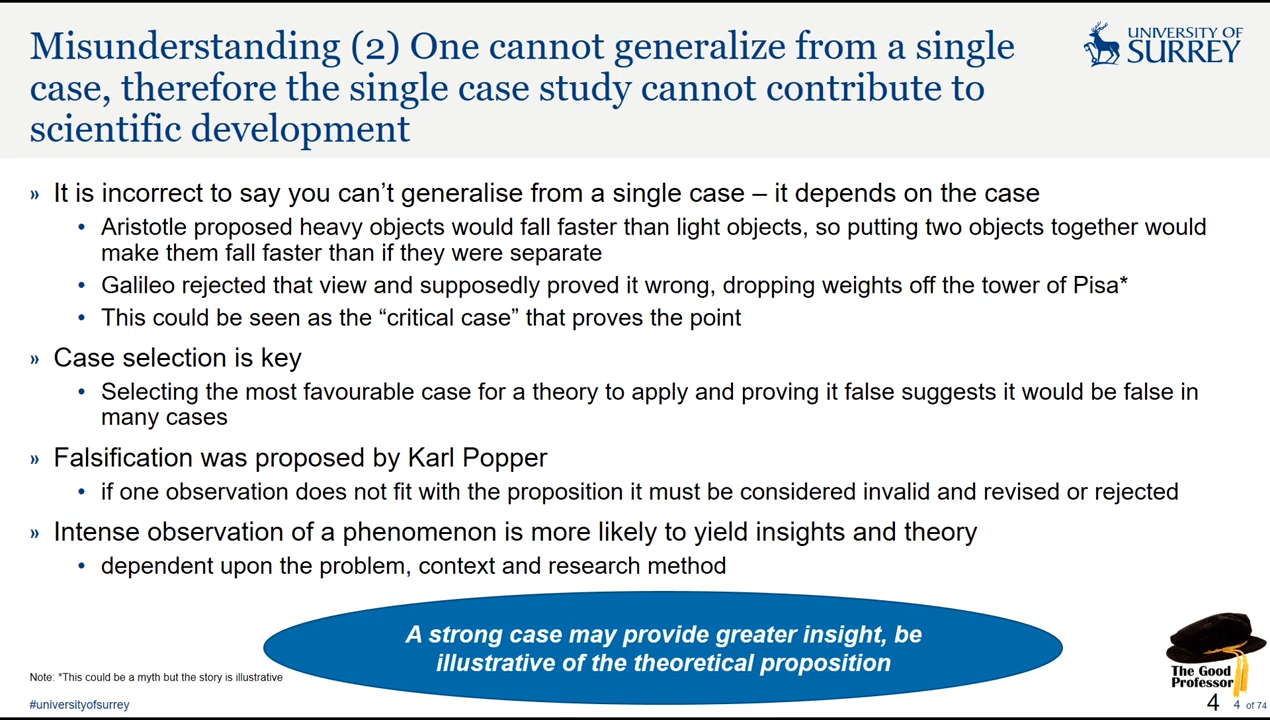 Misunderstanding (2) One cannot generalize from a single
case, therefore the single case study cannot contribute to
scientific development
UNIVERSITY OF
SURREY
» It is incorrect to say you can’t generalise from a single case – it depends on the case
• Aristotle proposed heavy objects would fall faster than light objects, so putting two objects together would
make them fall faster than if they were separate
• Galileo rejected that view and supposedly proved it wrong, dropping weights off the tower of Pisa*
• This could be seen as the “critical case” that proves the point
» Case selection is key
• Selecting the most favourable case for a theory to apply and proving it false suggests it would be false in
many cases
» Falsification was proposed by Karl Popper
• if one observation does not fit with the proposition it must be considered invalid and revised or rejected
» Intense observation of a phenomenon is more likely to yield insights and theory
• dependent upon the problem, context and research method
A strong case may provide greater insight, be
illustrative of the theoretical proposition
Note: *This could be a myth but the story is illustrative
#universityofsurrey
The Good
Professor
4 4 of 74